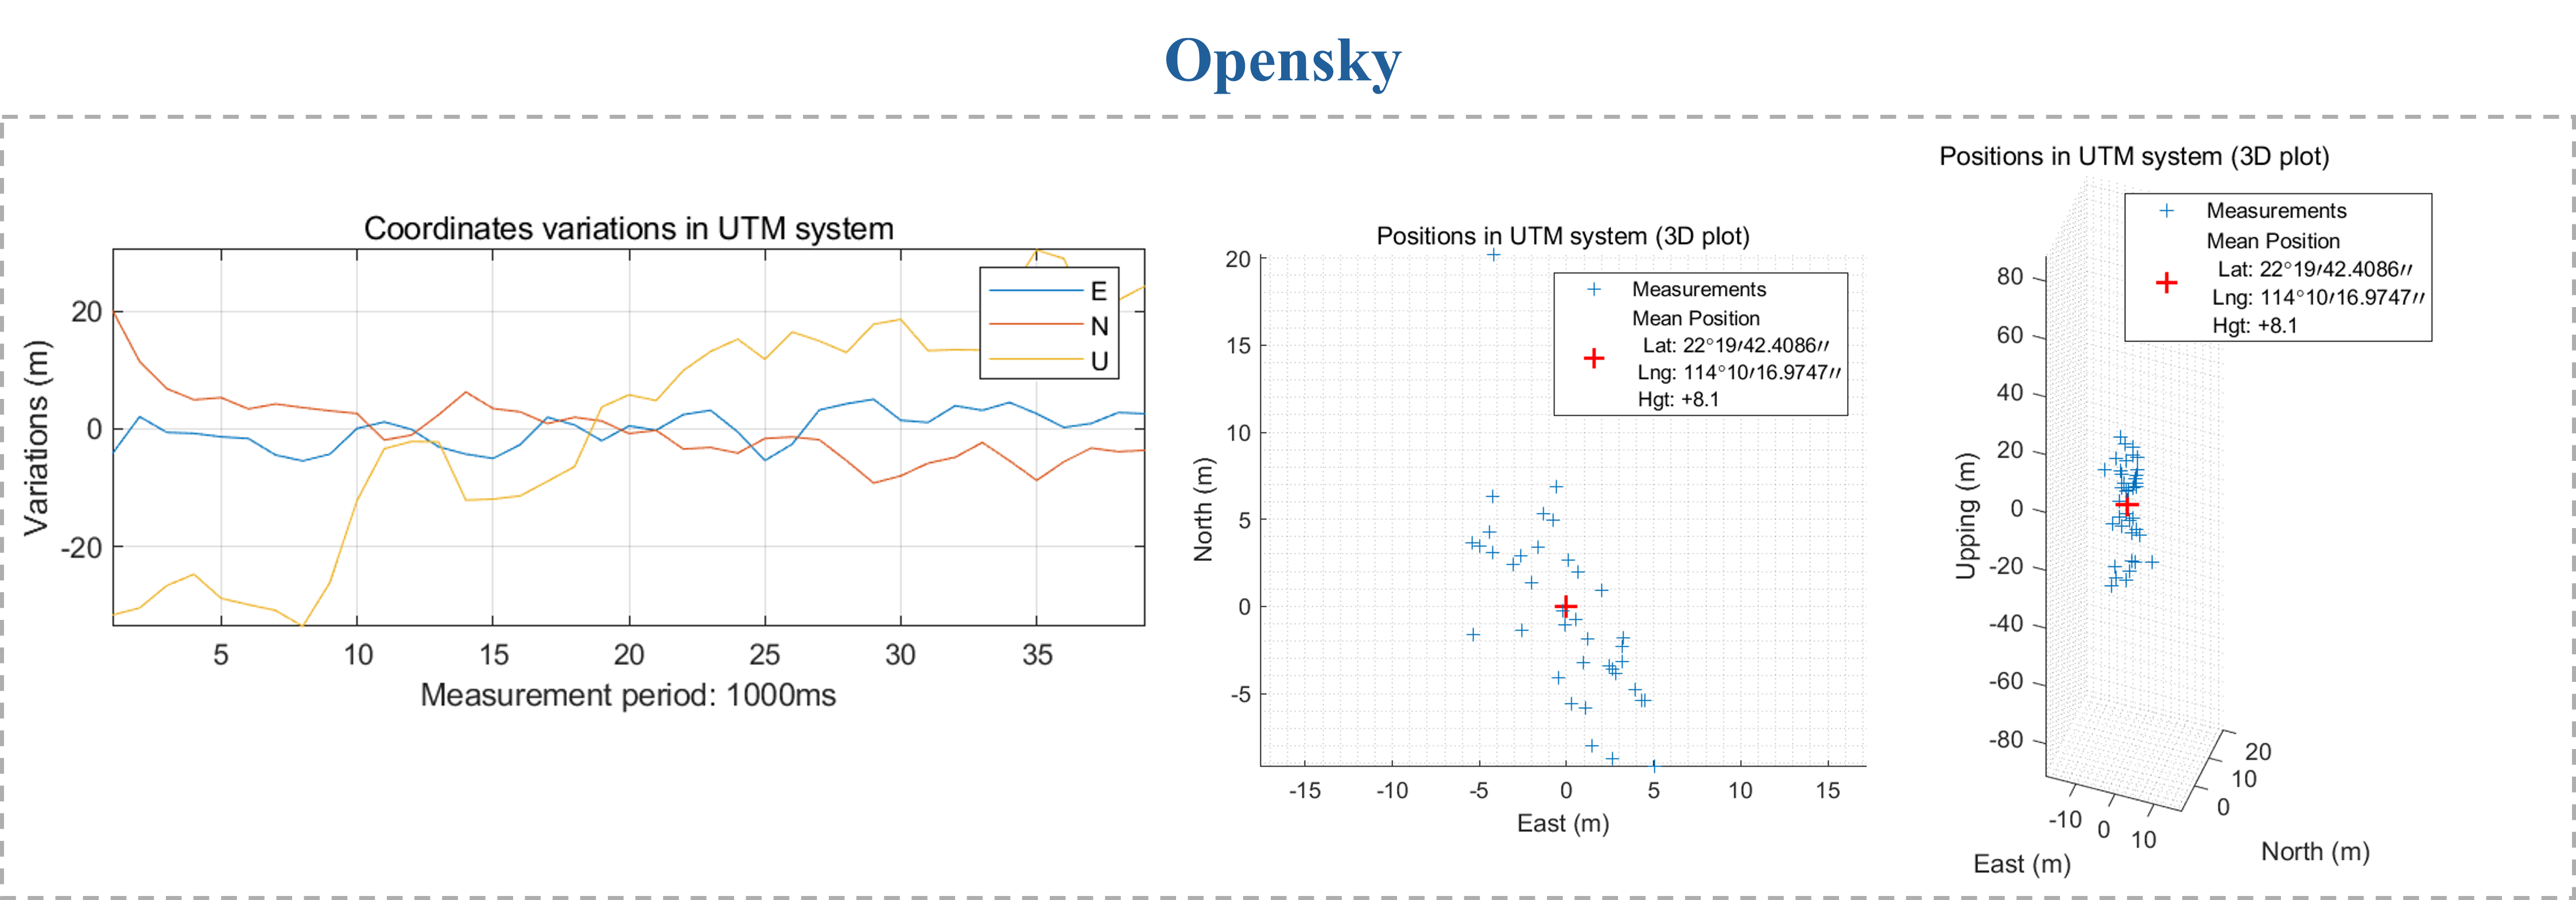 Opensky
Coordinates variations in UTM system
Variations (m)
20
0
-20
5 10 15 20 25 30 35
Measurement period: 1000ms
E
N
U
Positions in UTM system (3D plot)
North (m)
20
15
10
5
0
-5
-15 -10 -5 0 5 10 15
East (m)
Measurements
Mean Position
Lat: 22°19′42.4086′′
Lng: 114°10′16.9747′′
Hgt: +8.1
Positions in UTM system (3D plot)
Measurements
Mean Position
Lat: 22°19′42.4086′′
Lng: 114°10′16.9747′′
Hgt: +8.1
Upping (m)
80
60
40
20
0
-20
-40
-60
-80
-10 0 10
East (m)
20
10
0
North (m)